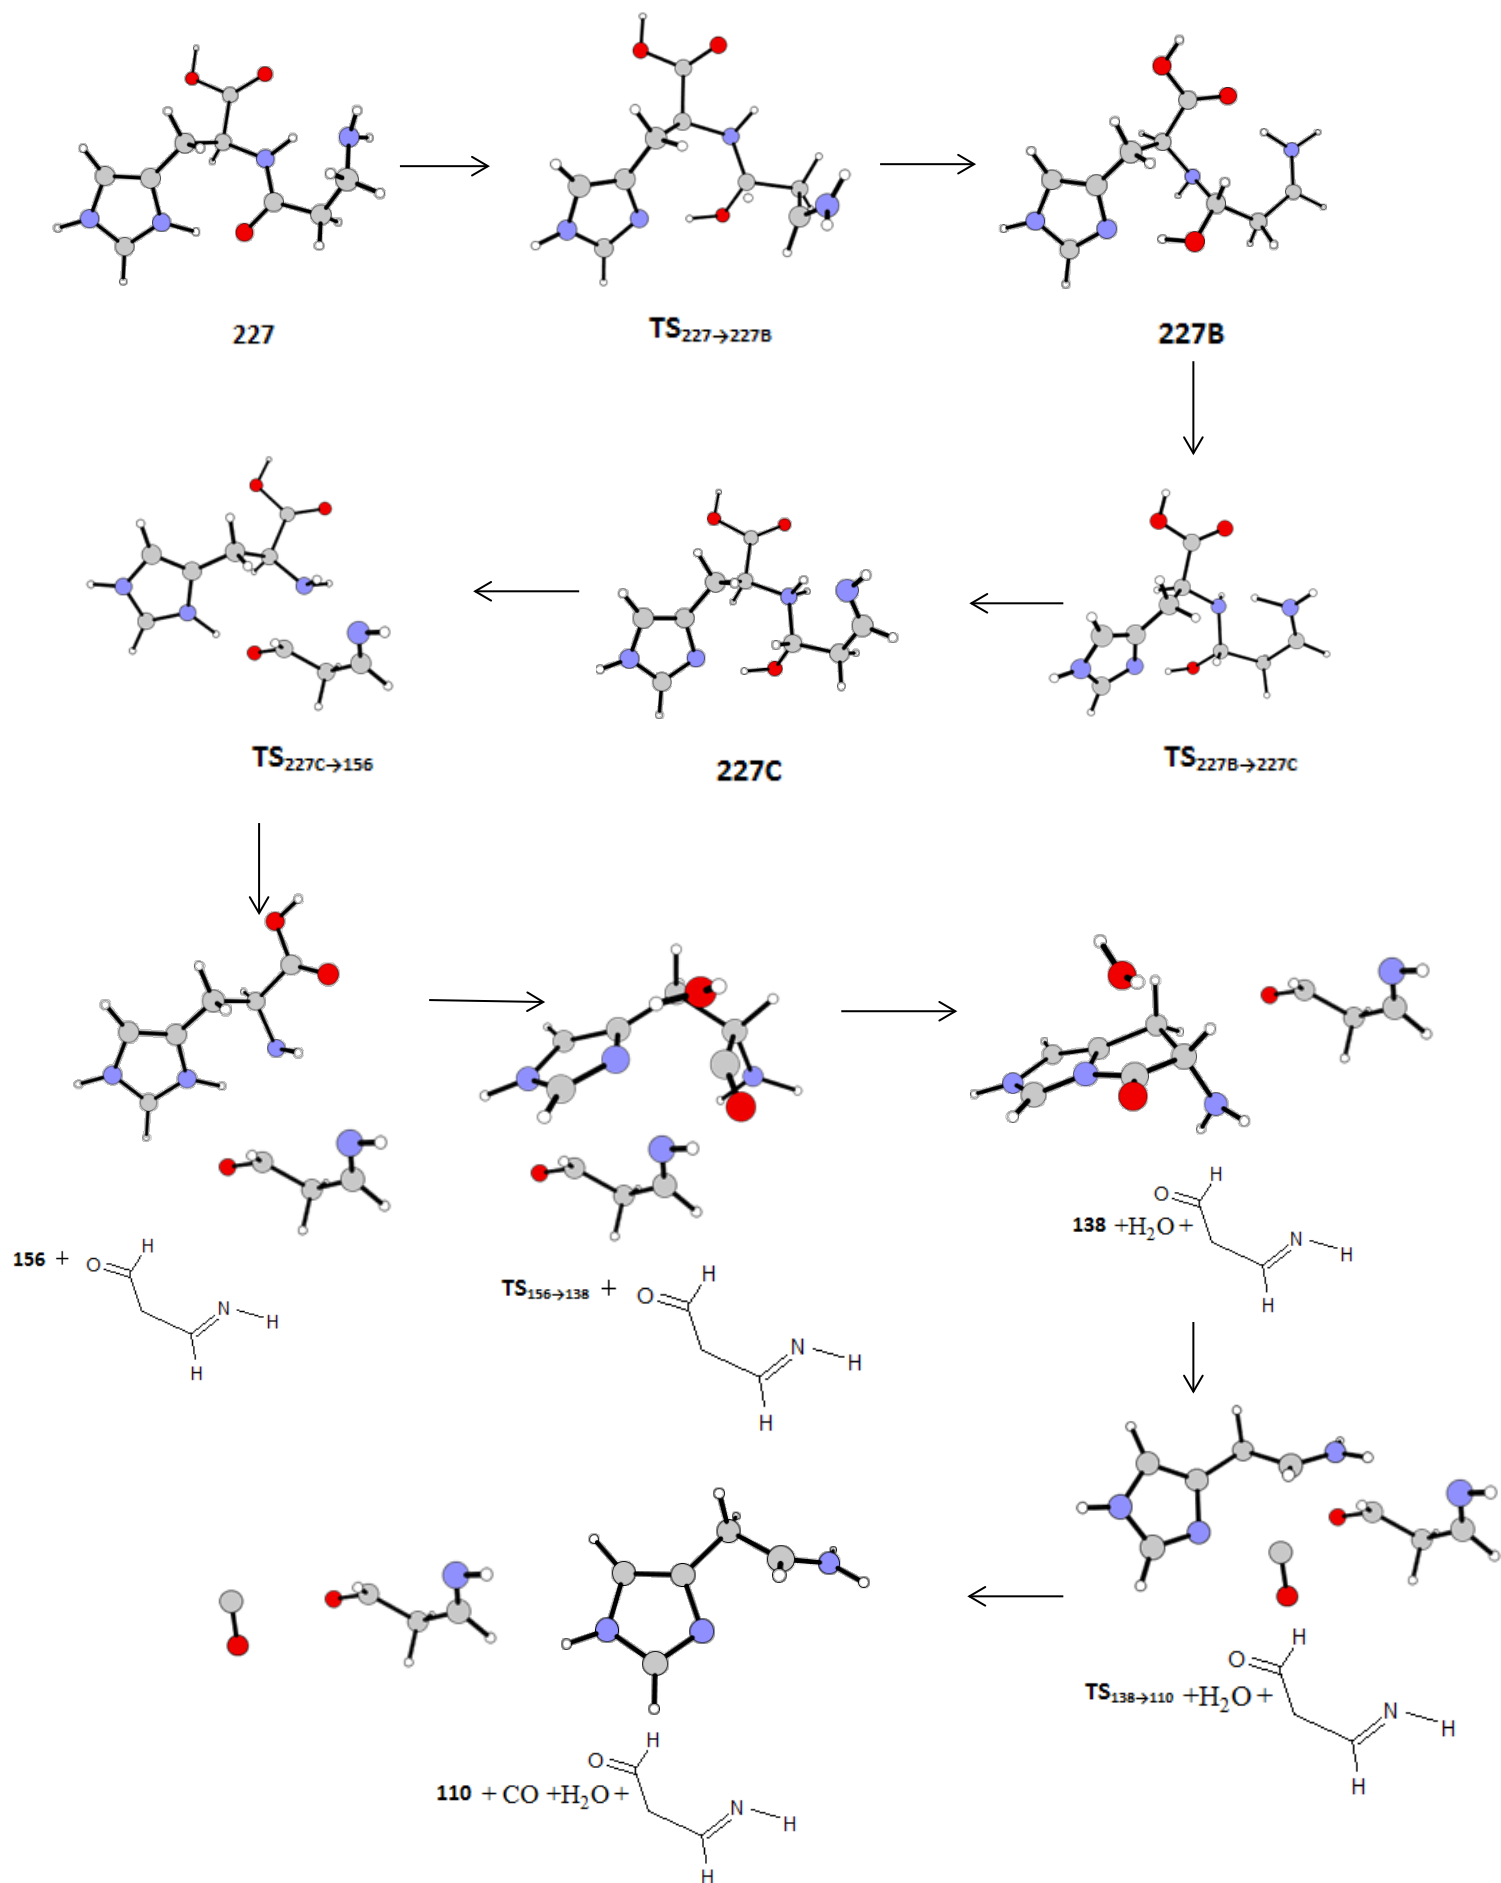 227
TS227→227B
227B
TS227C→156
227C
TS227B→227C
156 +
O
H
N
H
H
TS156→138 +
O
H
N
H
H
138 +H2O +
O
H
N
H
H
TS138→110 +H2O +
O
H
N
H
H
110 + CO +H2O +
O
H
N
H
H